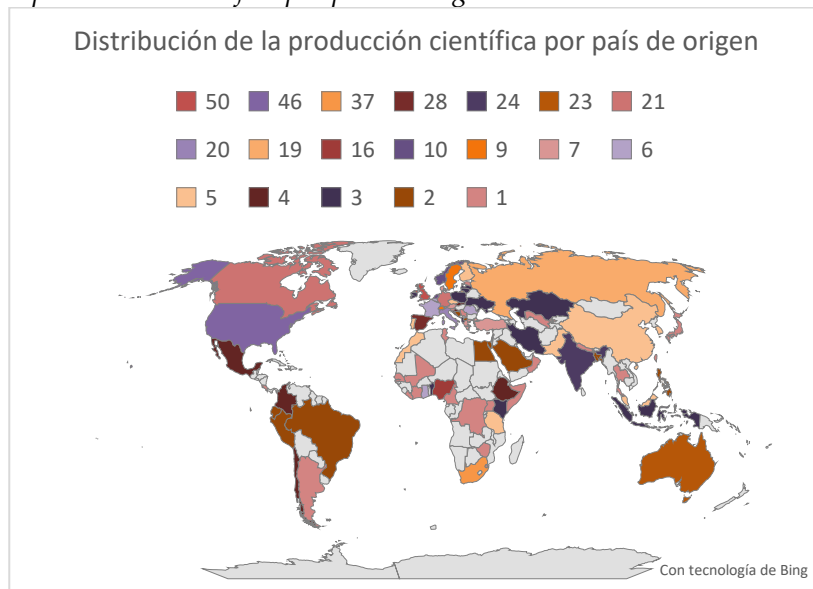 Distribución de la producción científica por país de origen
50 46 37 28 24 23 21
20 19 16 10 9 7 6
5 4 3 2 1
Con tecnología de Bing